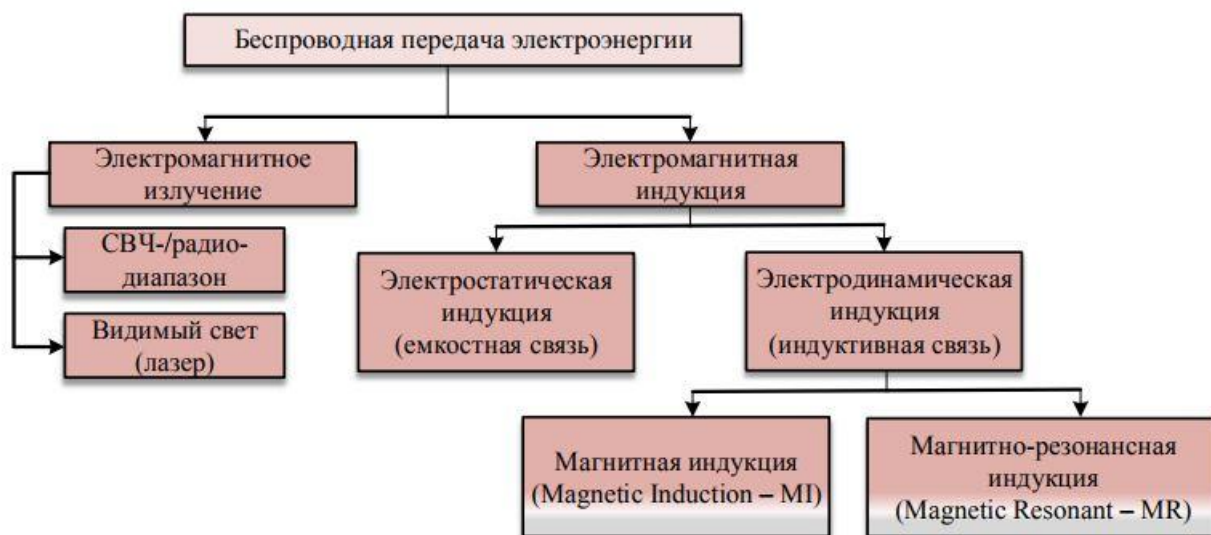 Беспроводная передача электроэнергии
Электромагнитное
излучение
Электромагнитная
индукция
СВЧ-/радио-
диапазон
Видимый свет
(лазер)
Электростатическая
индукция
(емкостная связь)
Электродинамическая
индукция
(индуктивная связь)
Магнитная индукция
(Magnetic Induction – MI)
Магнитно-резонансная
индукция
(Magnetic Resonant – MR)